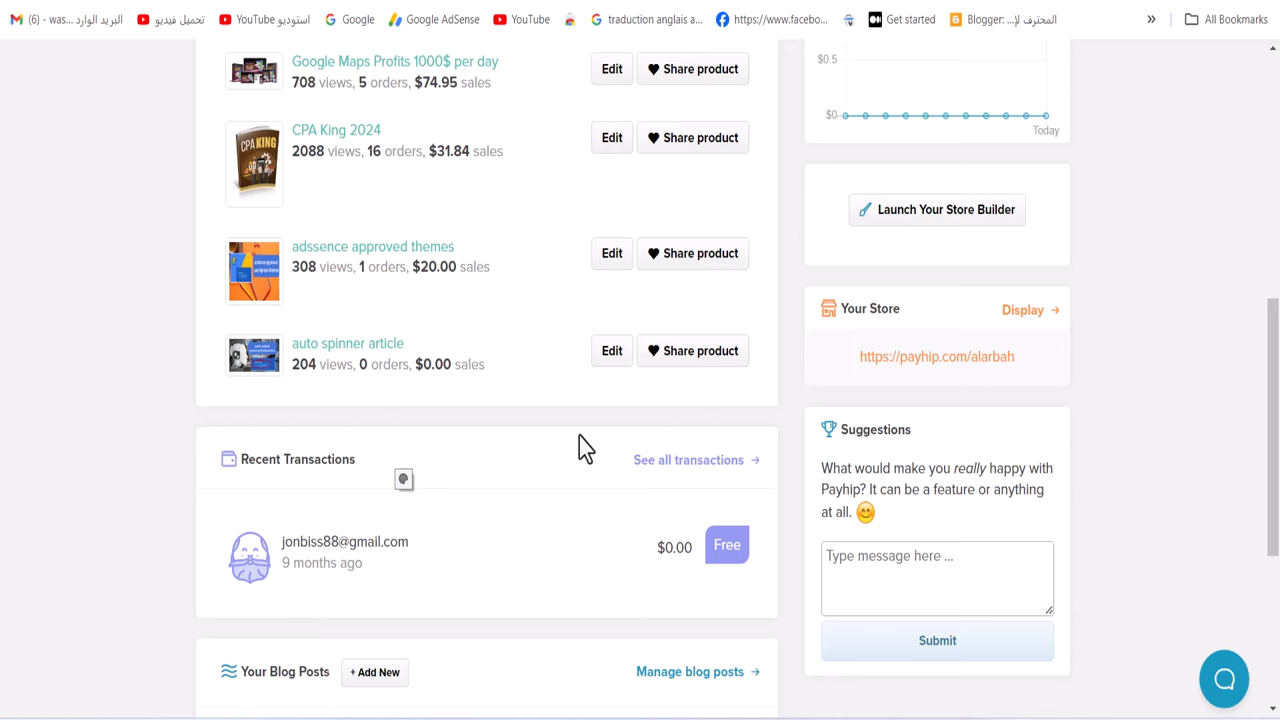 (6) - was... البريد الوارد
تحميل فيديو
استوديو YouTube
Google
Google AdSense
YouTube
traduction anglais a...
https://www.facebo...
Get started
Blogger: ...المحترف لإ
»
All Bookmarks
Google Maps Profits 1000$ per day
708 views, 5 orders, $74.95 sales
Edit
Share product
CPA King 2024
2088 views, 16 orders, $31.84 sales
Edit
Share product
CPA KING
adssence approved themes
308 views, 1 orders, $20.00 sales
Edit
Share product
auto spinner article
204 views, 0 orders, $0.00 sales
Edit
Share product
Recent Transactions
See all transactions →
jonbiss88@gmail.com
9 months ago
$0.00
Free
Your Blog Posts
+ Add New
Manage blog posts →
$0.5
$0
Today
Launch Your Store Builder
Your Store
Display →
https://payhip.com/alarbah
Suggestions
What would make you really happy with
Payhip? It can be a feature or anything
at all.
Type message here ...
Submit